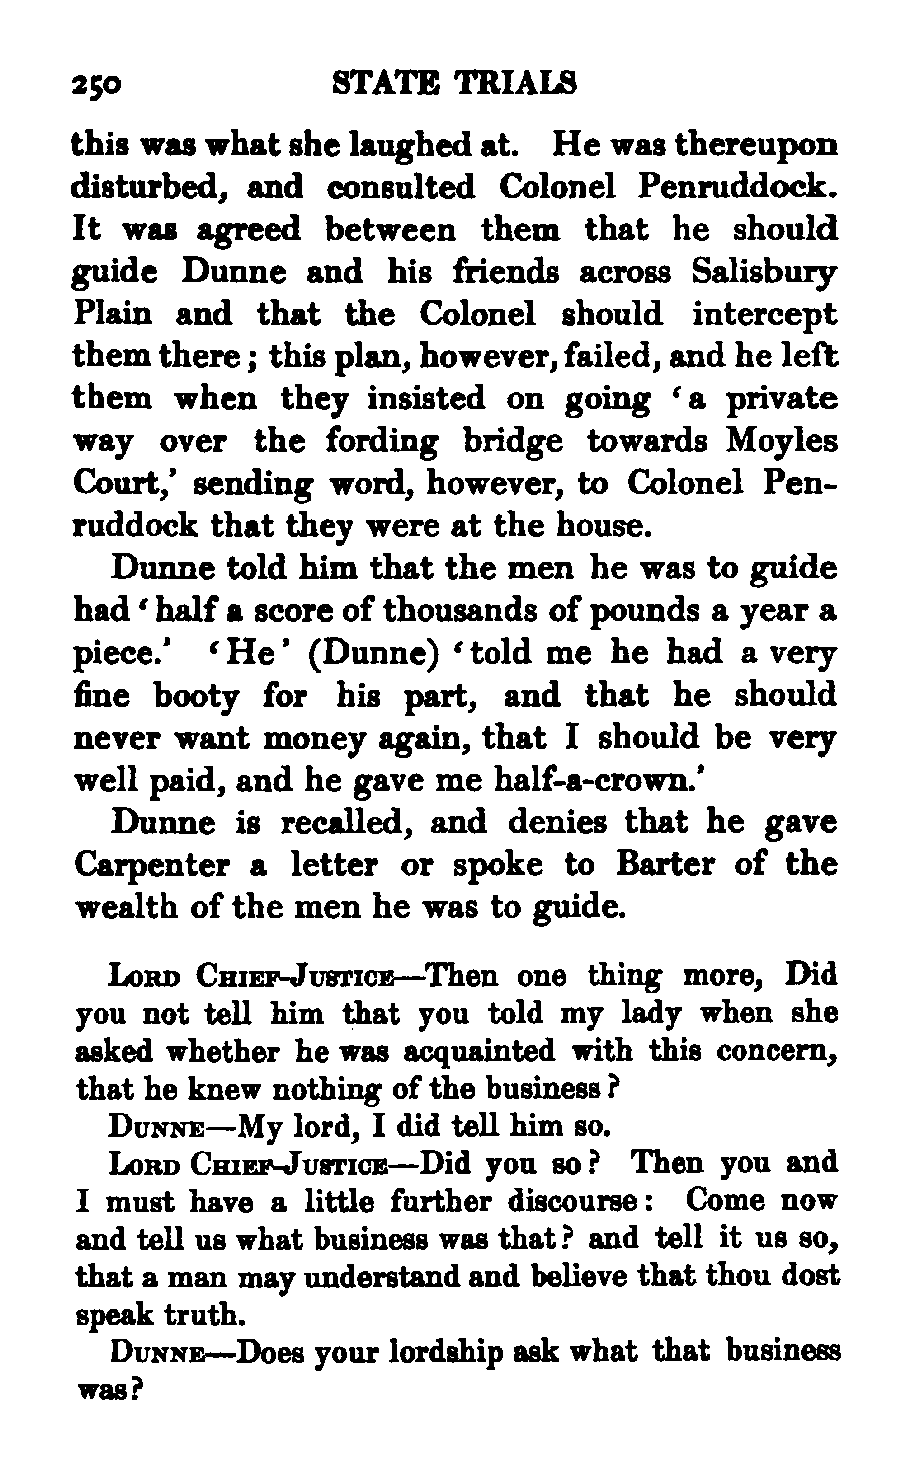 250 STATE TRIALS
this was what she laughed at. He was thereupon
disturbed, and consulted Colonel Penruddock.
It was agreed between them that he should
guide Dunne and his friends across Salisbury
Plain and that the Colonel should intercept
them there; this plan, however, failed, and he left
them when they insisted on going ‘a private
way over the fording bridge towards Moyles
Court,’ sending word, however, to Colonel Pen-
ruddock that they were at the house.
Dunne told him that the men he was to guide
had ‘half a score of thousands of pounds a year a
piece.’ ‘He’ (Dunne) ‘told me he had a very
fine booty for his part, and that he should
never want money again, that I should be very
well paid, and he gave me half-a-crown.’
Dunne is recalled, and denies that he gave
Carpenter a letter or spoke to Barter of the
wealth of the men he was to guide.
LORD CHIEF-JUSTICE—Then one thing more, Did
you not tell him that you told my lady when she
asked whether he was acquainted with this concern,
that he knew nothing of the business?
DUNNE—My lord, I did tell him so.
LORD CHIEF-JUSTICE—Did you so? Then you and
I must have a little further discourse: Come now
and tell us what business was that? and tell it us so,
that a man may understand and believe that thou dost
speak truth.
DUNNE—Does your lordship ask what that business
was?